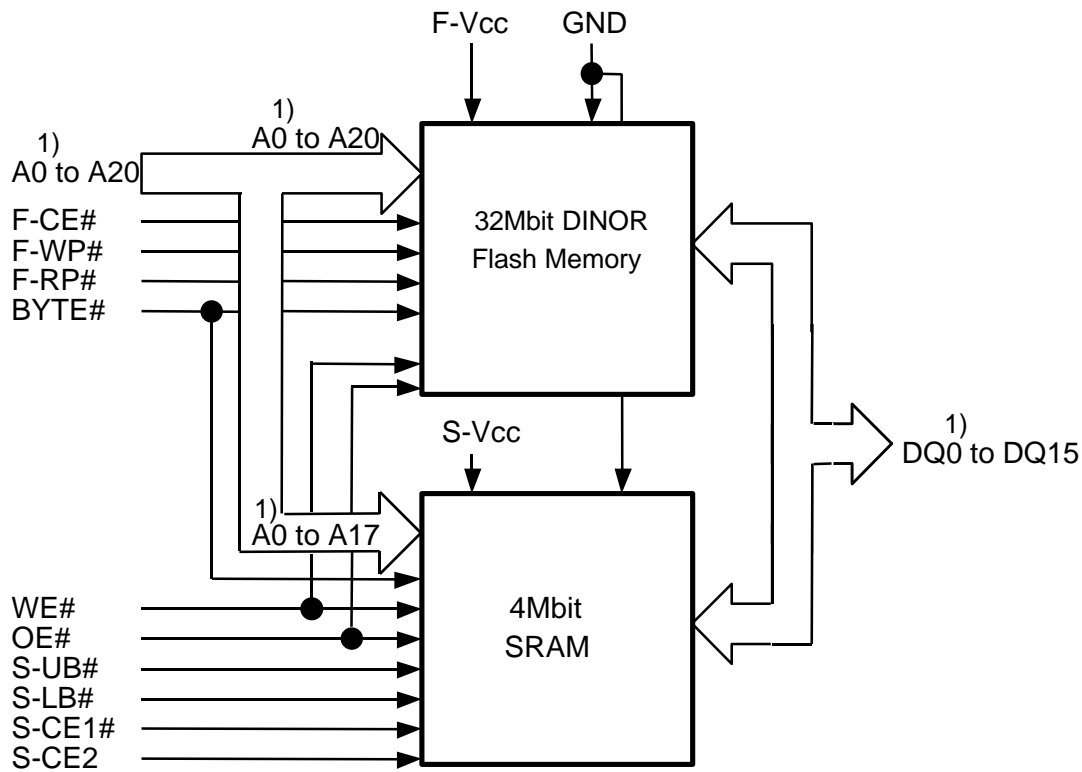 F-Vcc
GND
1)
A0 to A20
1)
A0 to A20
F-CE#
F-WP#
F-RP#
BYTE#
32Mbit DINOR
Flash Memory
S-Vcc
1)
DQ0 to DQ15
1)
A0 to A17
WE#
OE#
S-UB#
S-LB#
S-CE1#
S-CE2
4Mbit
SRAM